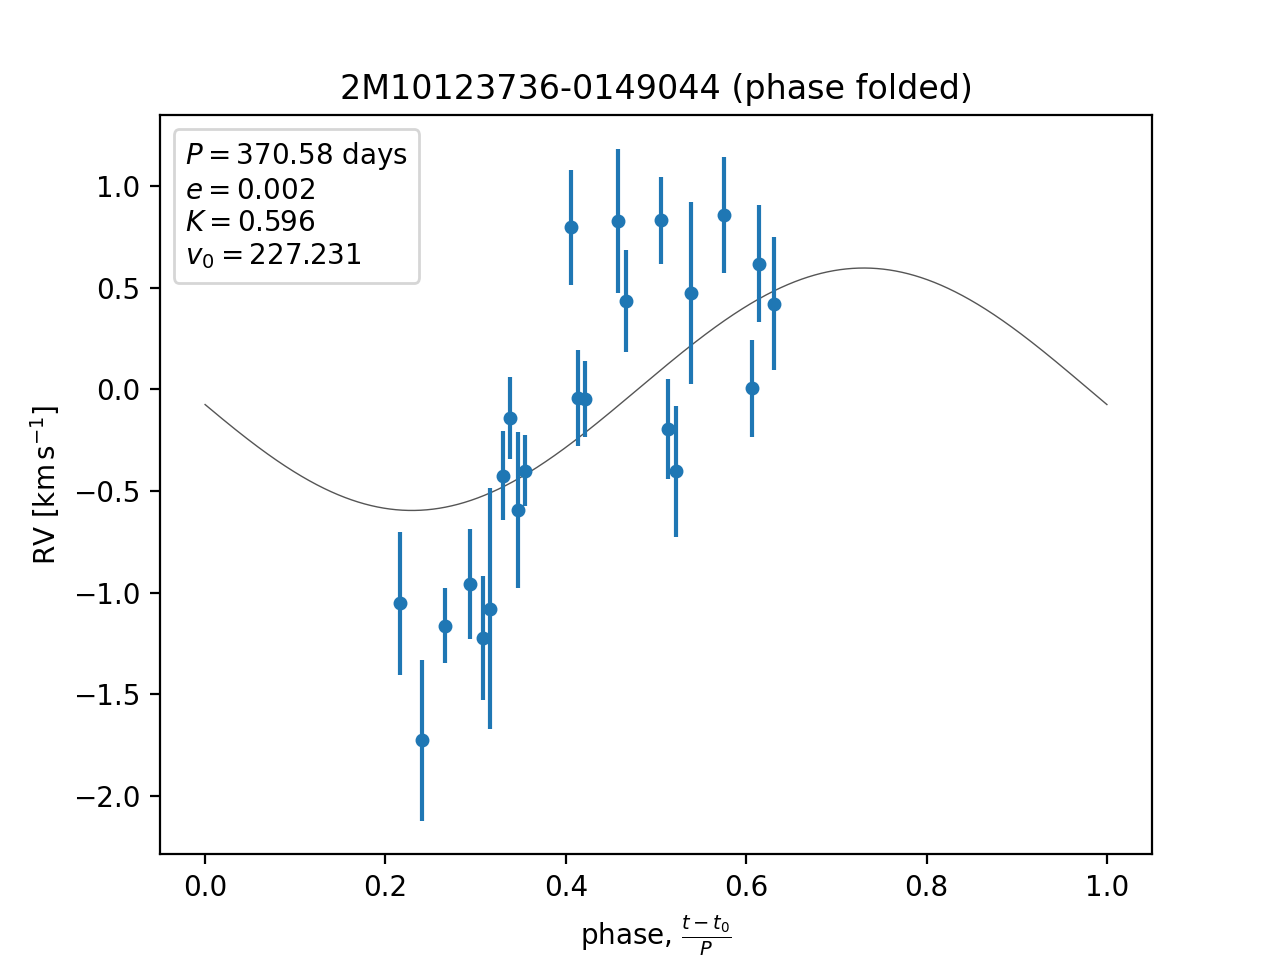 2M10123736-0149044 (phase folded)
P = 370.58 days
e = 0.002
K = 0.596
v₀ = 227.231
1.0
0.5
0.0
−0.5
−1.0
−1.5
−2.0
RV [km s⁻¹]
0.0 0.2 0.4 0.6 0.8 1.0
phase, (t − t₀)/P